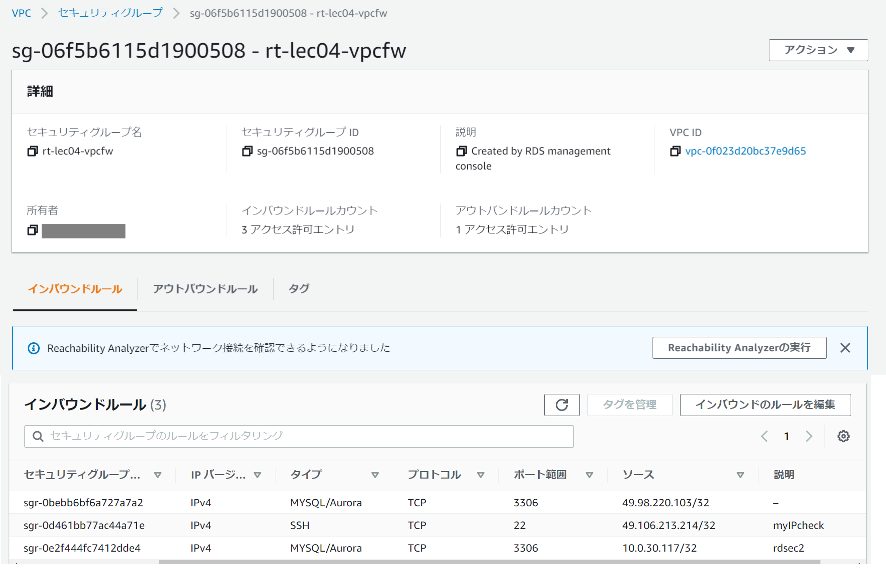 VPC > セキュリティグループ > sg-06f5b6115d1900508 - rt-lec04-vpcfw
sg-06f5b6115d1900508 - rt-lec04-vpcfw
アクション ▼
詳細
セキュリティグループ名
rt-lec04-vpcfw
セキュリティグループ ID
sg-06f5b6115d1900508
説明
Created by RDS management
console
VPC ID
vpc-0f023d20bc37e9d65
所有者
インバウンドルールカウント
3 アクセス許可エントリ
アウトバンドルールカウント
1 アクセス許可エントリ
インバウンドルール アウトバウンドルール タグ
Reachability Analyzerでネットワーク接続を確認できるようになりました Reachability Analyzerの実行
インバウンドルール (3) タグを管理 インバウンドのルールを編集
セキュリティグループのルールをフィルタリング 1
セキュリティグループ... IP バージ... タイプ プロトコル ポート範囲 ソース 説明
sgr-0bebb6bf6a727a7a2 IPv4 MYSQL/Aurora TCP 3306 49.98.220.103/32 –
sgr-0d461bb77ac44a71e IPv4 SSH TCP 22 49.106.213.214/32 myIPcheck
sgr-0e2f444fc7412dde4 IPv4 MYSQL/Aurora TCP 3306 10.0.30.117/32 rdsec2